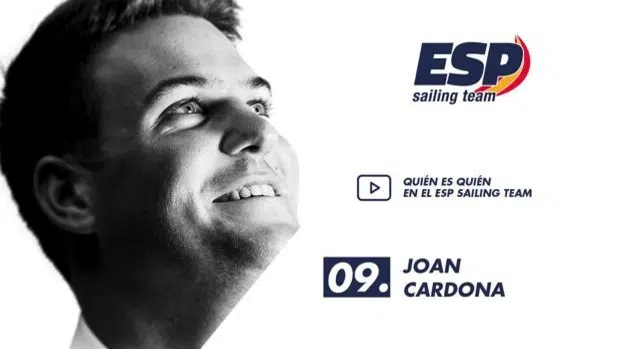 ESP
sailing team
QUIÉN ES QUIÉN
EN EL ESP SAILING TEAM
09.
JOAN
CARDONA